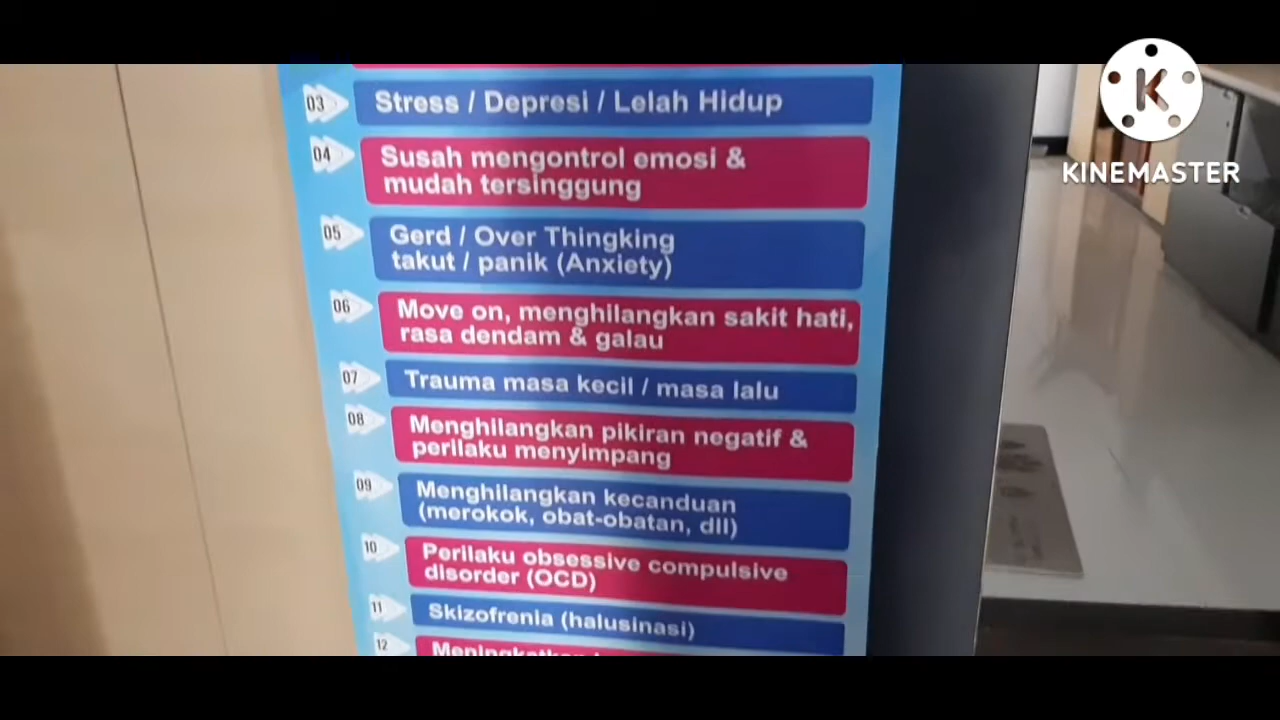 03 Stress / Depresi / Lelah Hidup
04 Susah mengontrol emosi &
mudah tersinggung
05 Gerd / Over Thingking
takut / panik (Anxiety)
06 Move on, menghilangkan sakit hati,
rasa dendam & galau
07 Trauma masa kecil / masa lalu
08 Menghilangkan pikiran negatif &
perilaku menyimpang
09 Menghilangkan kecanduan
(merokok, obat-obatan, dll)
10 Perilaku obsessive compulsive
disorder (OCD)
11 Skizofrenia (halusinasi)
12
K
KINEMASTER